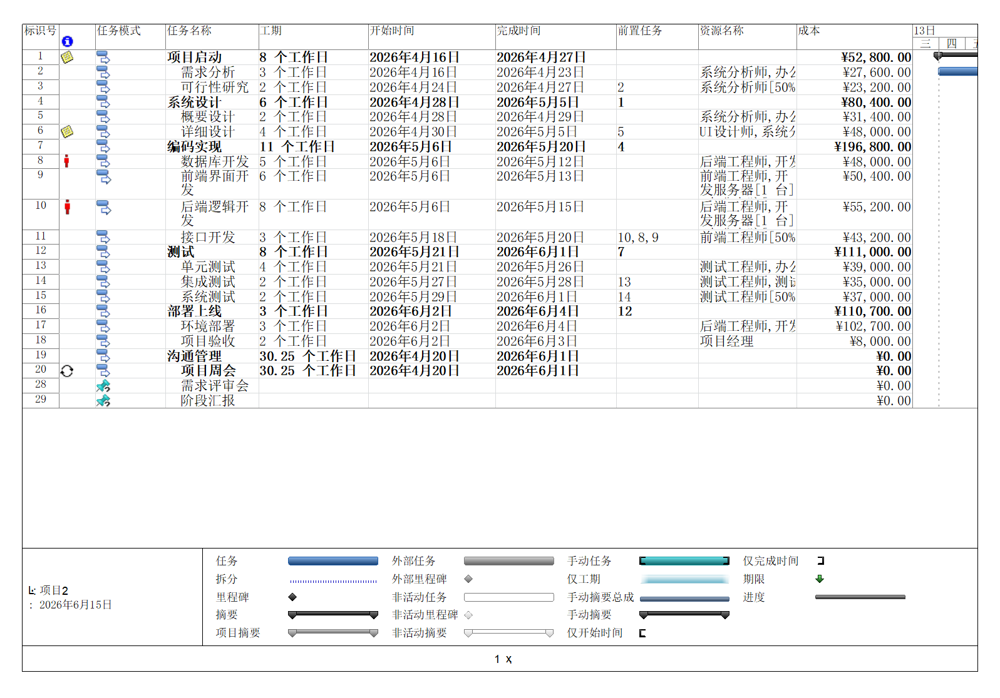 标识号 任务模式 任务名称 工期 开始时间 完成时间 前置任务 资源名称 成本 13日
三 四
1 项目启动 8 个工作日 2026年4月16日 2026年4月27日 ¥52,800.00
2 需求分析 3 个工作日 2026年4月16日 2026年4月23日 系统分析师,办公 ¥27,600.00
3 可行性研究 2 个工作日 2026年4月24日 2026年4月27日 2 系统分析师[50% ¥23,200.00
4 系统设计 6 个工作日 2026年4月28日 2026年5月5日 1 ¥80,400.00
5 概要设计 2 个工作日 2026年4月28日 2026年4月29日 系统分析师,办公 ¥31,400.00
6 详细设计 4 个工作日 2026年4月30日 2026年5月5日 5 UI设计师,系统分 ¥48,000.00
7 编码实现 11 个工作日 2026年5月6日 2026年5月20日 4 ¥196,800.00
8 数据库开发 5 个工作日 2026年5月6日 2026年5月12日 后端工程师,开发 ¥48,000.00
9 前端界面开 6 个工作日 2026年5月6日 2026年5月13日 前端工程师,开 ¥50,400.00
发 发服务器[1 台]
10 后端逻辑开 8 个工作日 2026年5月6日 2026年5月15日 后端工程师,开 ¥55,200.00
发 发服务器[1 台]
11 接口开发 3 个工作日 2026年5月18日 2026年5月20日 10,8,9 前端工程师[50% ¥43,200.00
12 测试 8 个工作日 2026年5月21日 2026年6月1日 7 ¥111,000.00
13 单元测试 4 个工作日 2026年5月21日 2026年5月26日 测试工程师,办公 ¥39,000.00
14 集成测试 2 个工作日 2026年5月27日 2026年5月28日 13 测试工程师,测试 ¥35,000.00
15 系统测试 2 个工作日 2026年5月29日 2026年6月1日 14 测试工程师[50% ¥37,000.00
16 部署上线 3 个工作日 2026年6月2日 2026年6月4日 12 ¥110,700.00
17 环境部署 3 个工作日 2026年6月2日 2026年6月4日 后端工程师,开发 ¥102,700.00
18 项目验收 2 个工作日 2026年6月2日 2026年6月3日 项目经理 ¥8,000.00
19 沟通管理 30.25 个工作日 2026年4月20日 2026年6月1日 ¥0.00
20 项目周会 30.25 个工作日 2026年4月20日 2026年6月1日 ¥0.00
28 需求评审会 ¥0.00
29 阶段汇报 ¥0.00
: 项目2
: 2026年6月15日
任务 外部任务 手动任务 仅完成时间
拆分 外部里程碑 仅工期 期限
里程碑 非活动任务 手动摘要总成 进度
摘要 非活动里程碑 手动摘要
项目摘要 非活动摘要 仅开始时间
1